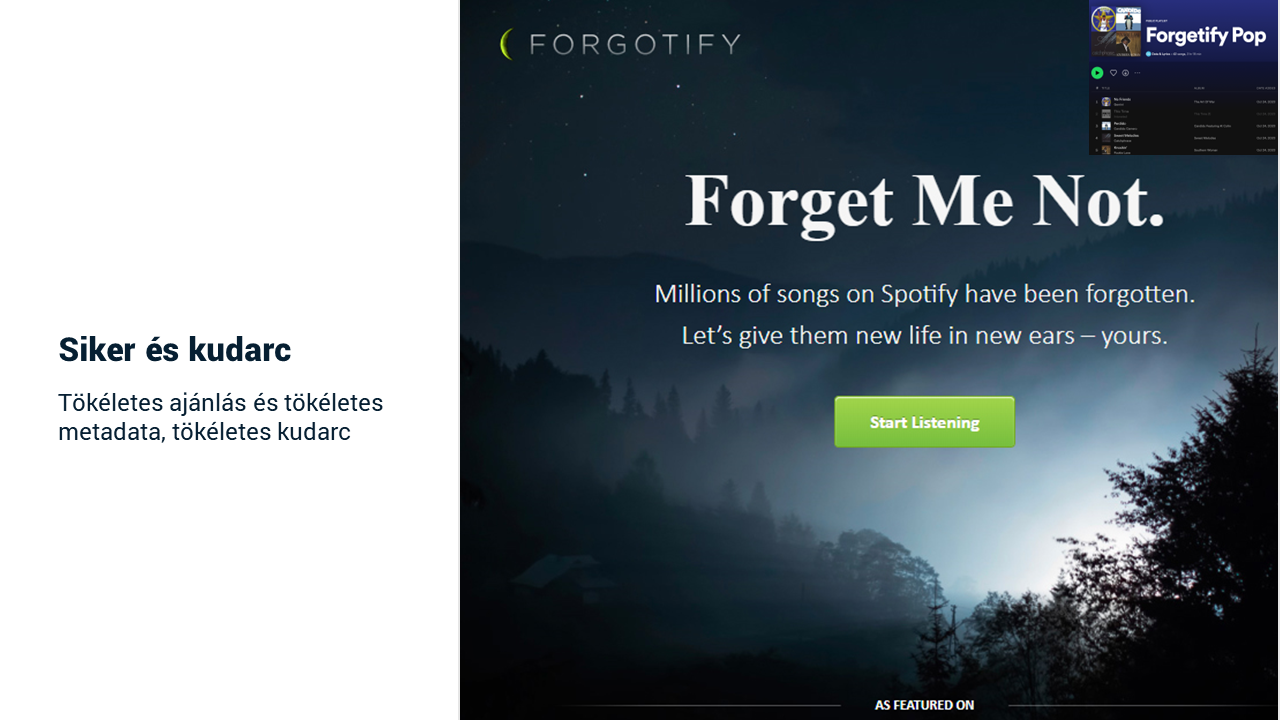 Siker és kudarc
Tökéletes ajánlás és tökéletes
metadata, tökéletes kudarc
FORGOTIFY
Forgetify Pop
Forget Me Not.
Millions of songs on Spotify have been forgotten.
Let's give them new life in new ears – yours.
Start Listening
AS FEATURED ON